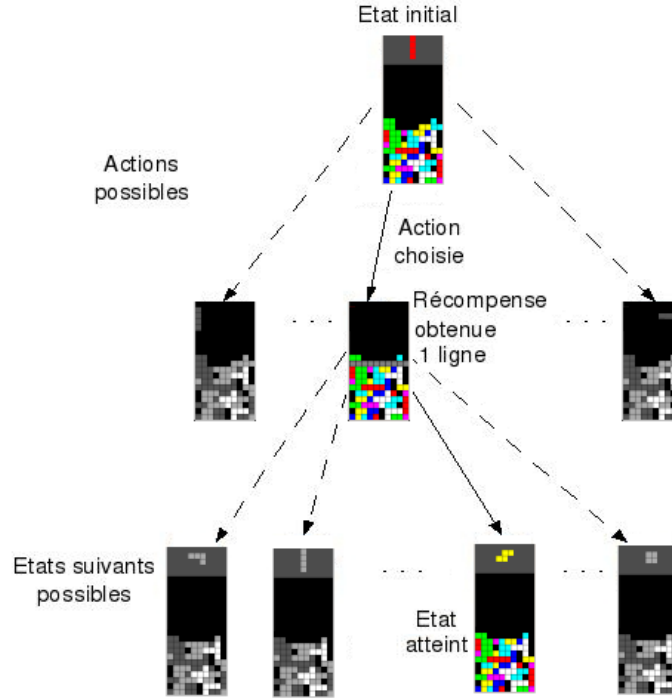 Etat initial
Actions
possibles
Action
choisie
Récompense
obtenue
1 ligne
Etats suivants
possibles
Etat
atteint